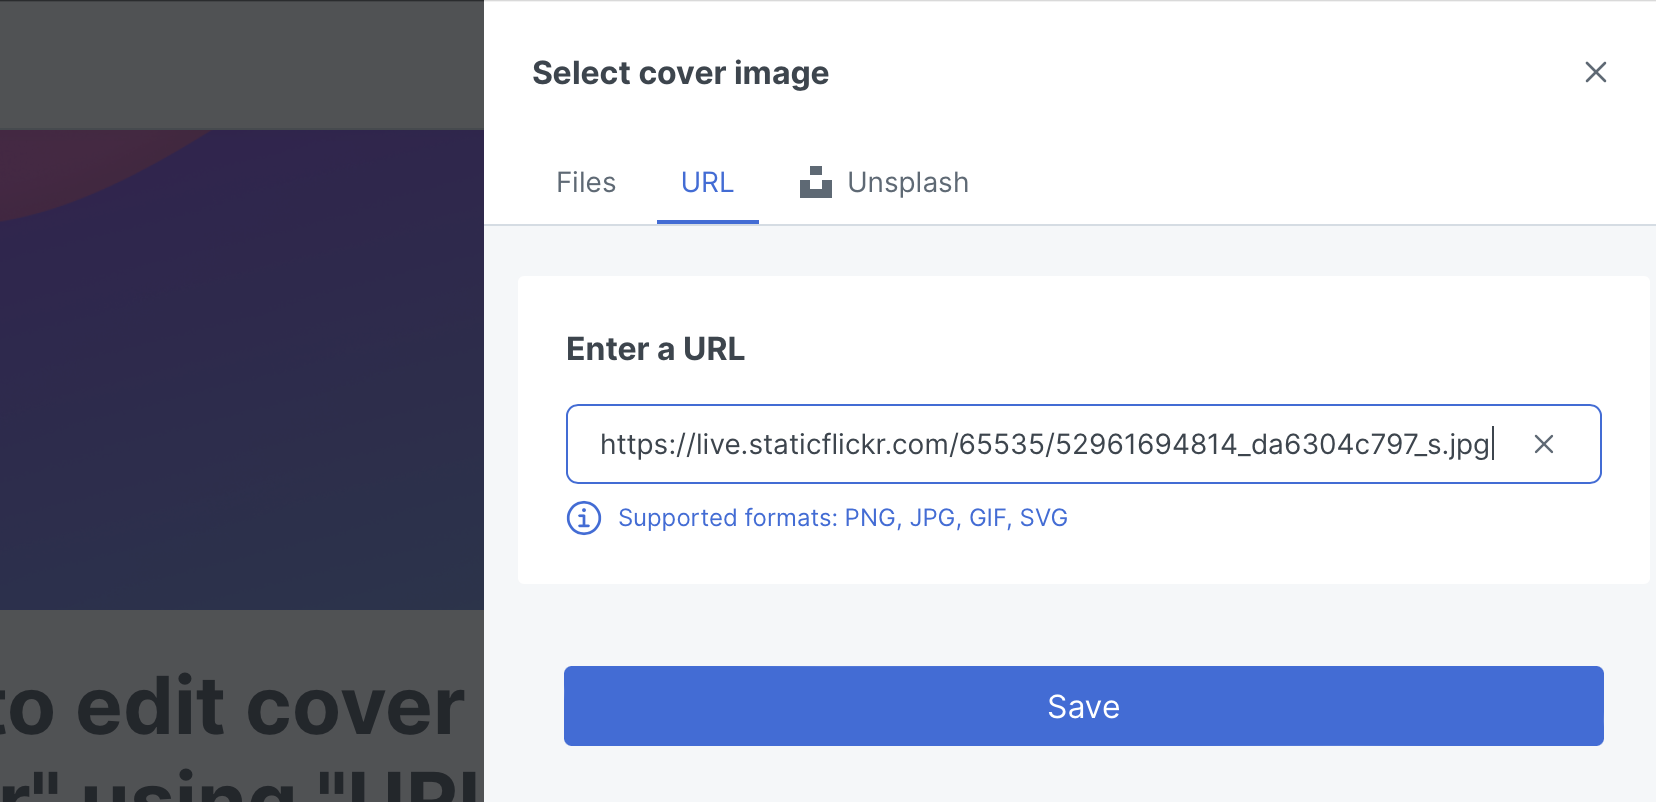 Select cover image
Files URL Unsplash
Enter a URL
https://live.staticflickr.com/65535/52961694814_da6304c797_s.jpg
Supported formats: PNG, JPG, GIF, SVG
Save
to edit cover
r" using "URL